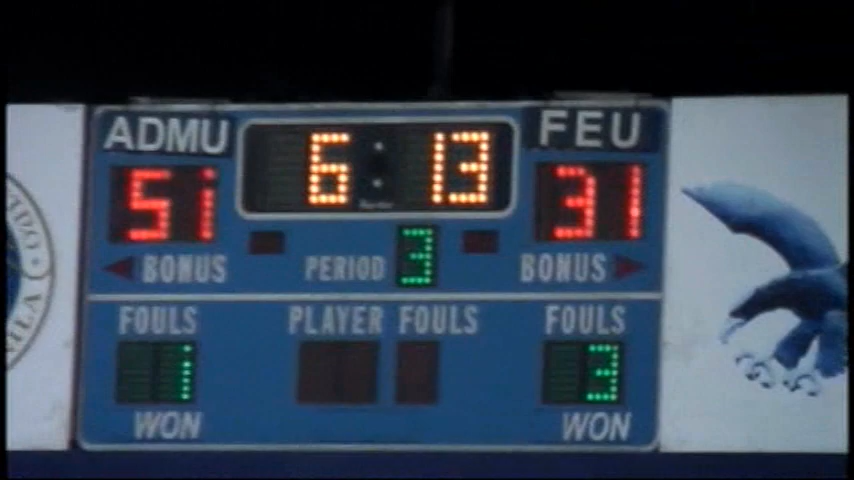 ADMU 6:13 FEU
51 31
BONUS PERIOD 3 BONUS
FOULS PLAYER FOULS FOULS
1 3
WON WON